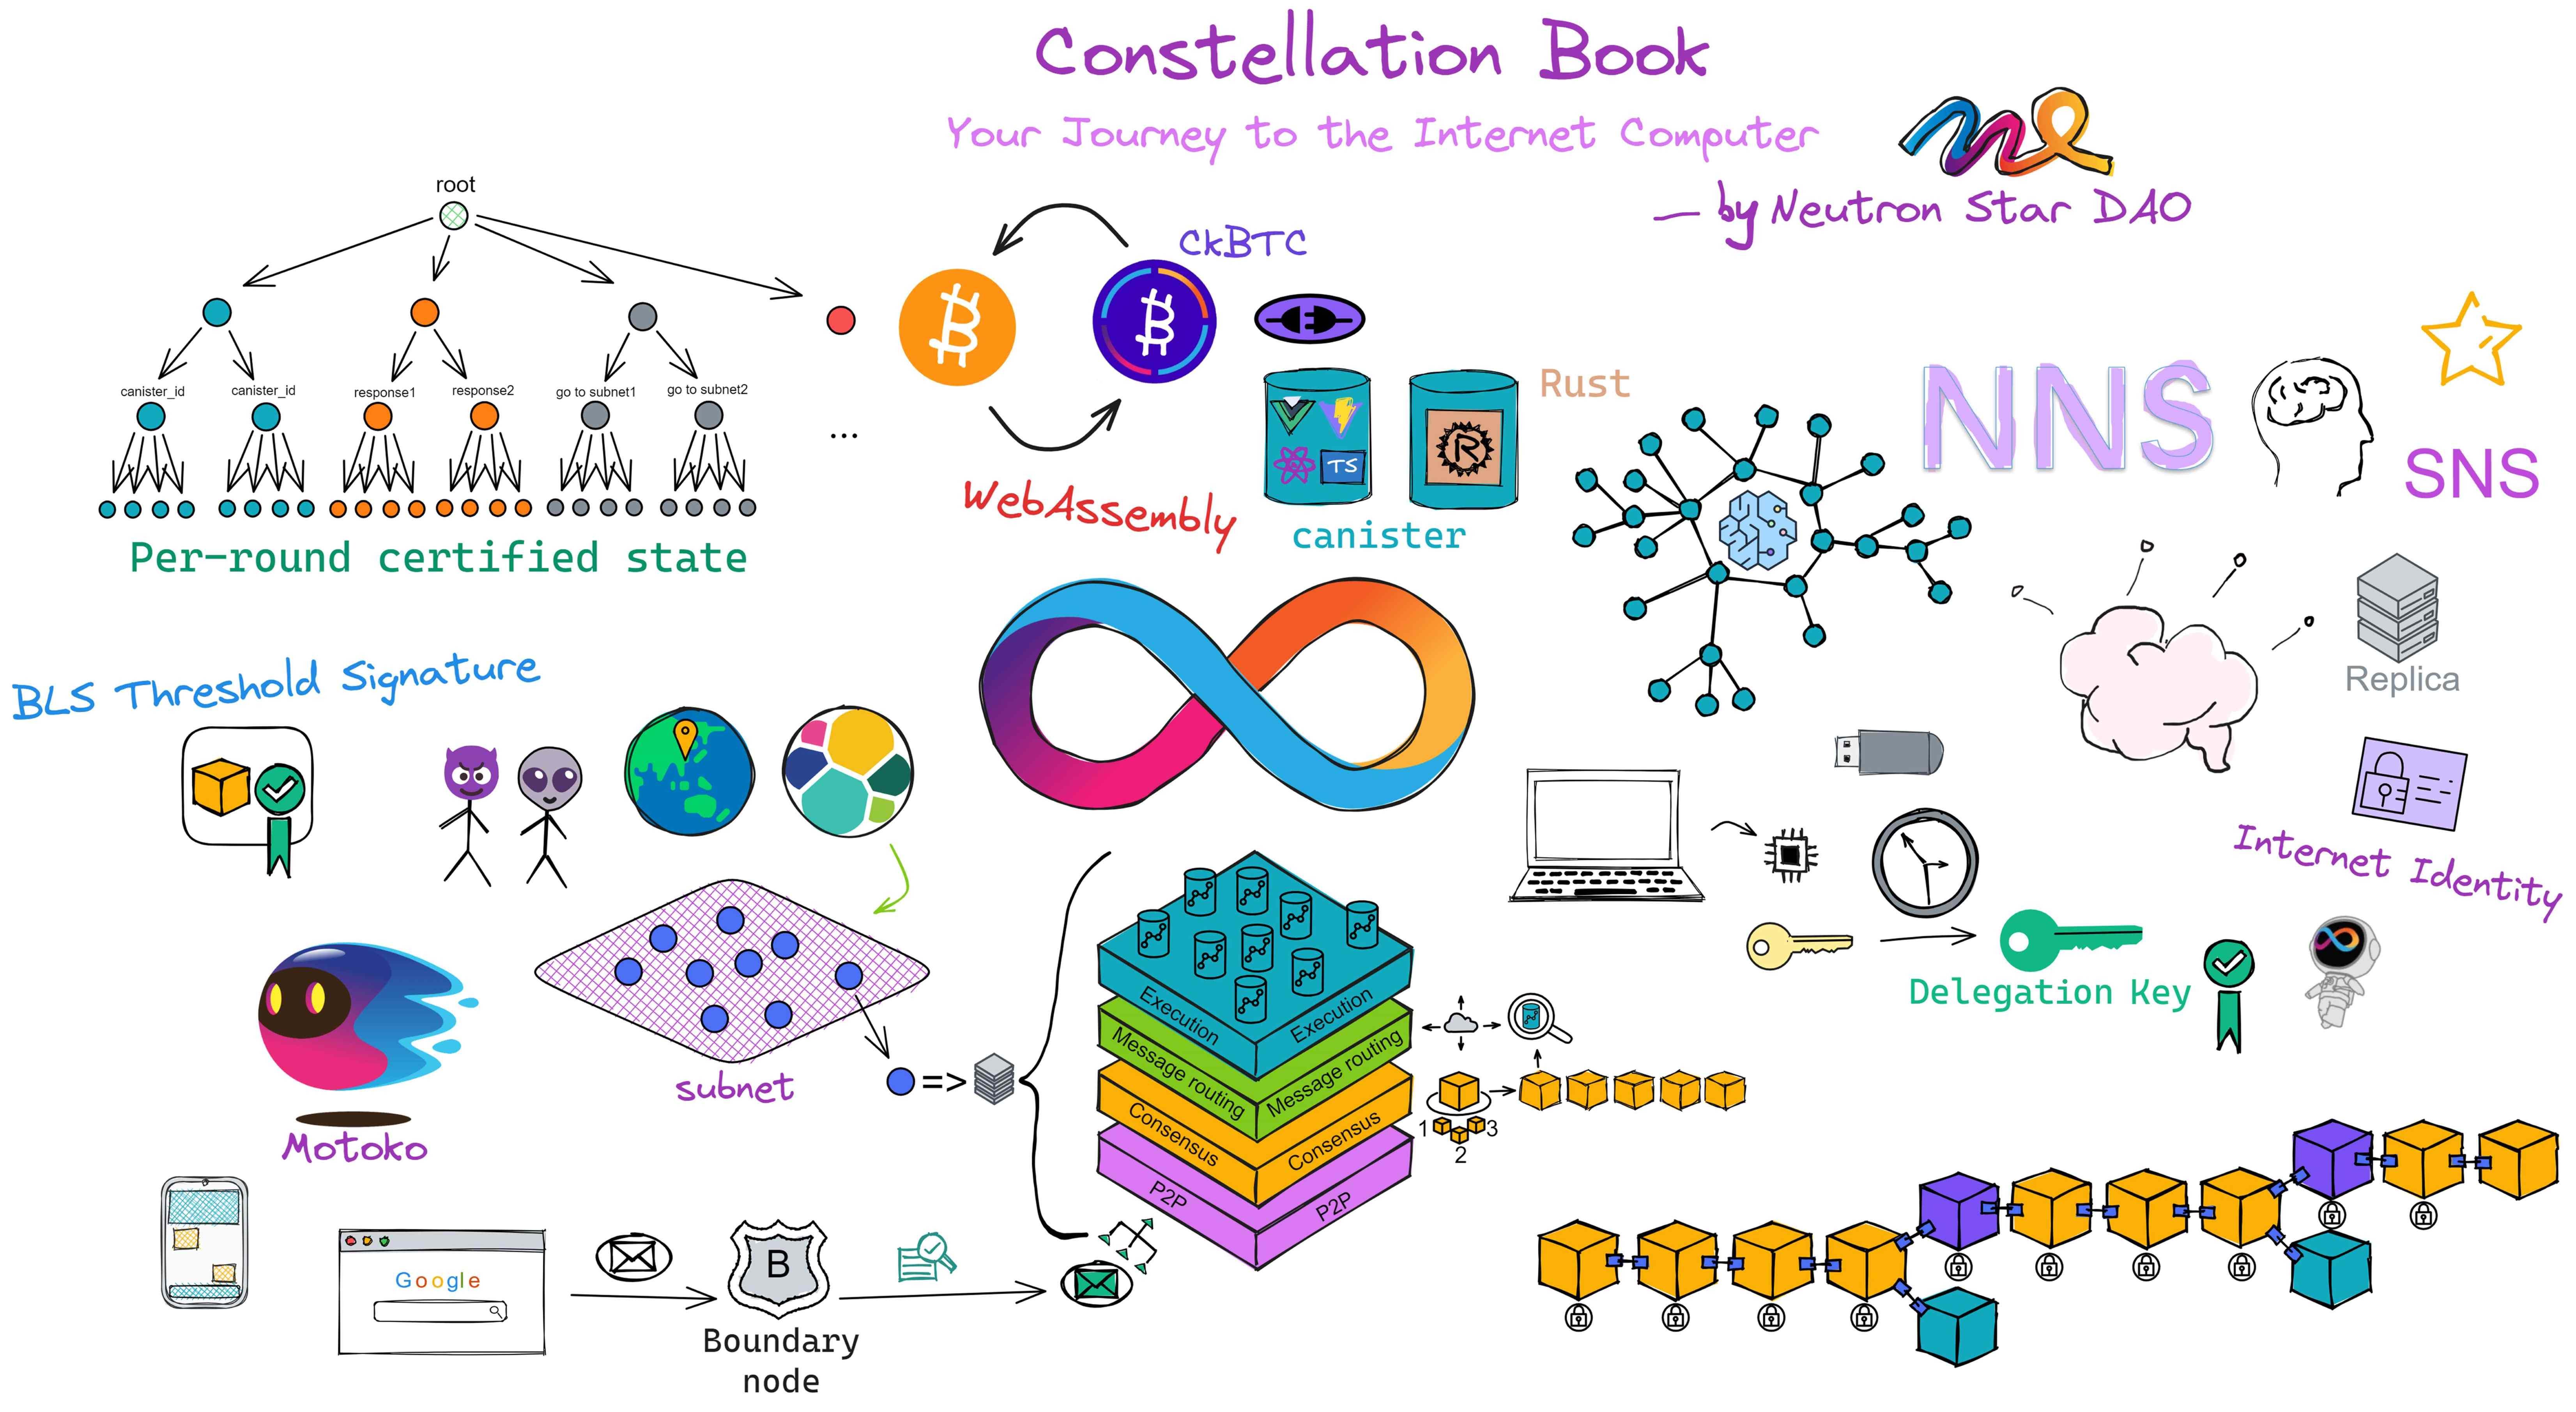 Constellation Book
Your Journey to the Internet Computer
— by Neutron Star DAO
root
canister_id
canister_id
response1
response2
go to subnet1
go to subnet2
...
Per-round certified state
CkBTC
Rust
R
TS
WebAssembly
canister
NNS
SNS
Replica
BLS Threshold Signature
Internet Identity
Delegation Key
Motoko
subnet
=>
Execution
Execution
Message routing
Message routing
Consensus
Consensus
P2P
P2P
1
3
2
Google
B
Boundary
node